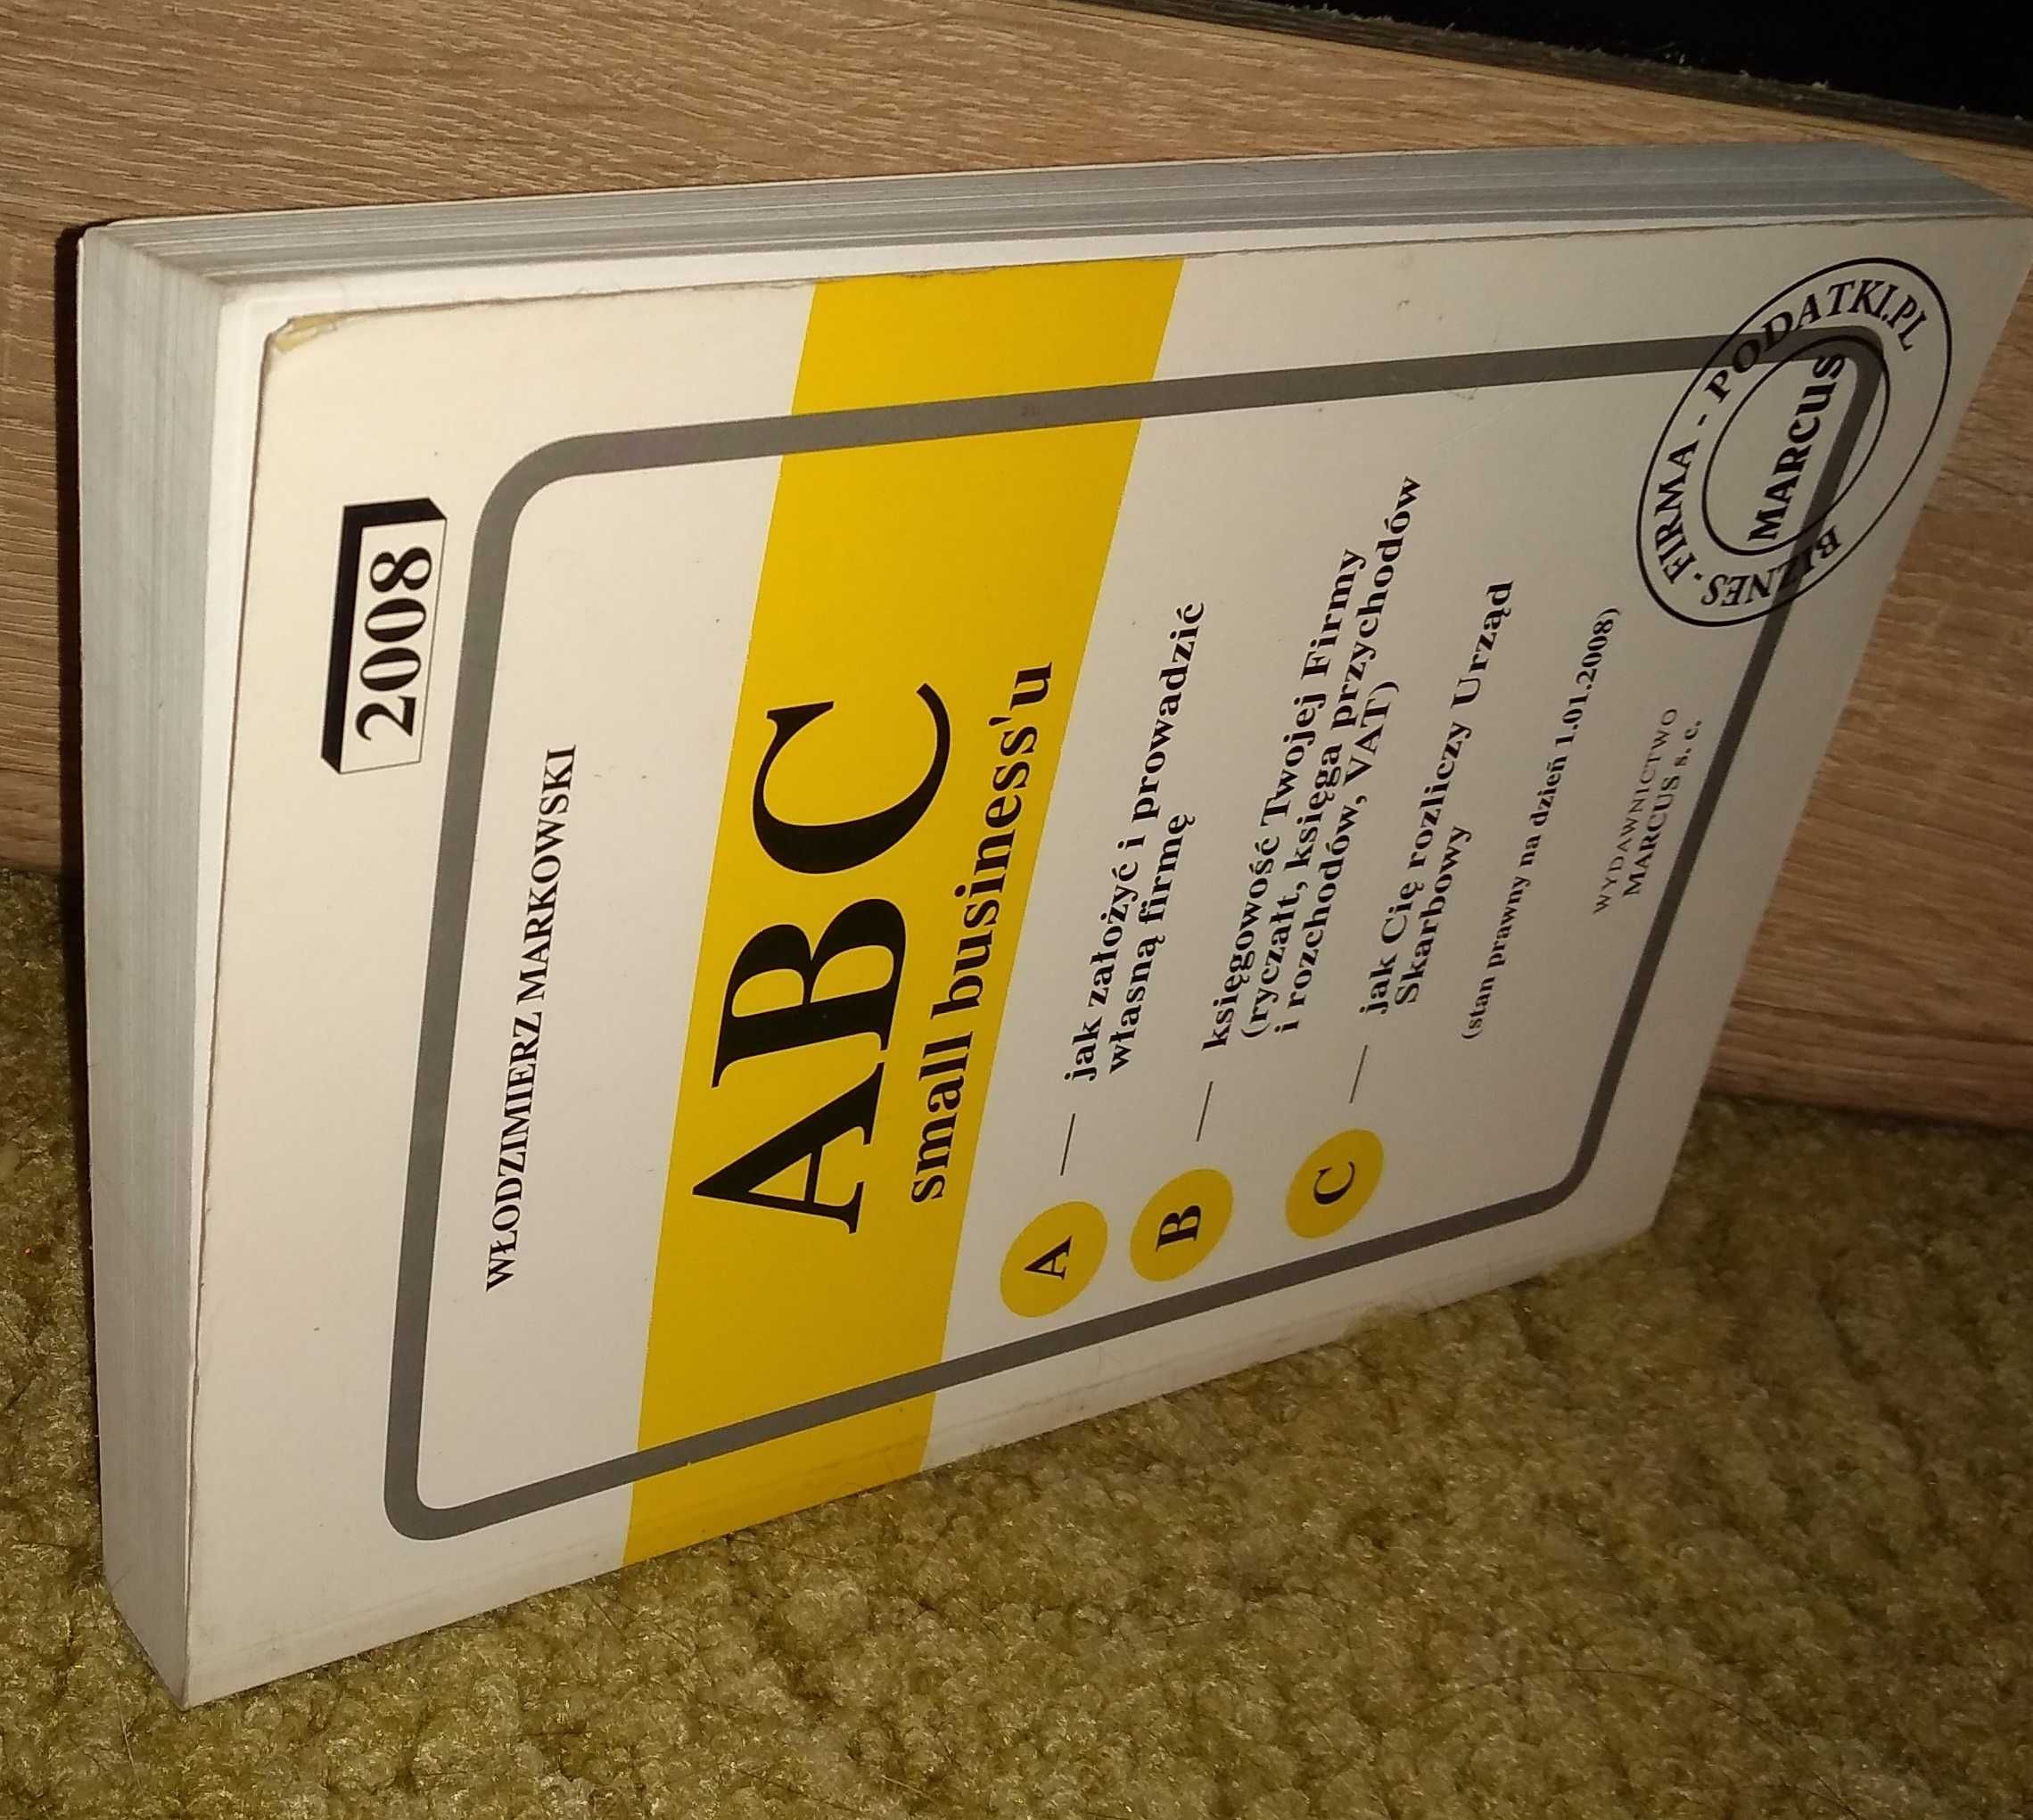 2008
WŁODZIMIERZ MARKOWSKI
ABC
small business'u
A — jak założyć i prowadzić
własną firmę
B — księgowość Twojej Firmy
(ryczałt, księga przychodów
i rozchodów, VAT)
C — jak Cię rozliczy Urząd
Skarbowy
(stan prawny na dzień 1.01.2008)
WYDAWNICTWO
MARCUS s. c.
BIZNES. FIRMA - PODATKI.PL
MARCUS